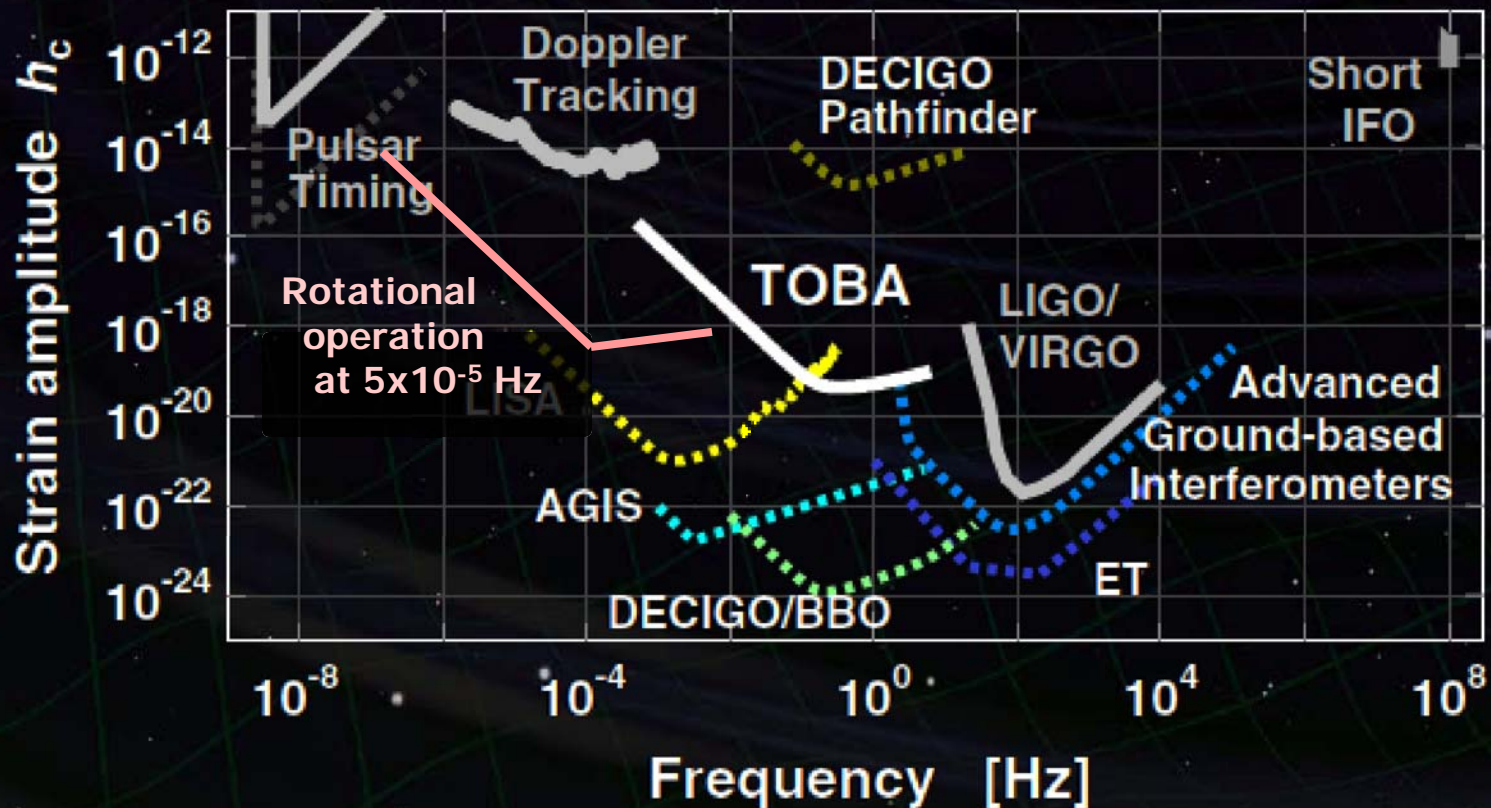 Strain amplitude h_c
10^-12
10^-14
10^-16
10^-18
10^-20
10^-22
10^-24
Doppler
Tracking
DECIGO
Pathfinder
Short
IFO
Pulsar
Timing
Rotational
operation
at 5x10^-5 Hz
TOBA
LIGO/
VIRGO
LISA
Advanced
Ground-based
Interferometers
AGIS
ET
DECIGO/BBO
10^-8
10^-4
10^0
10^4
10^8
Frequency [Hz]